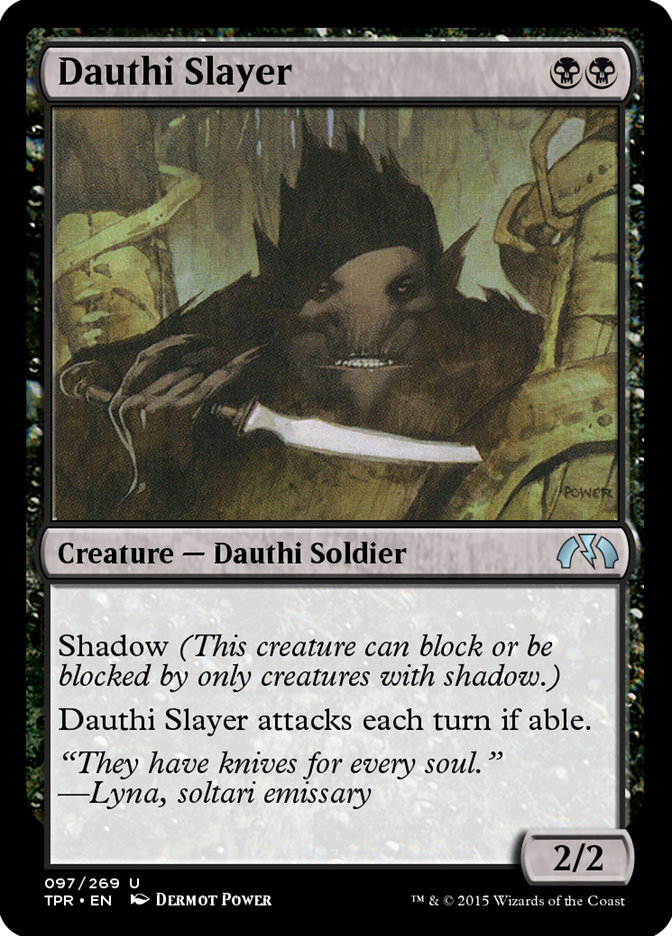 Dauthi Slayer
POWER
Creature — Dauthi Soldier
Shadow (This creature can block or be
blocked by only creatures with shadow.)
Dauthi Slayer attacks each turn if able.
“They have knives for every soul.”
—Lyna, soltari emissary
2/2
097/269 U
TPR • EN Dermot Power
™ & © 2015 Wizards of the Coast